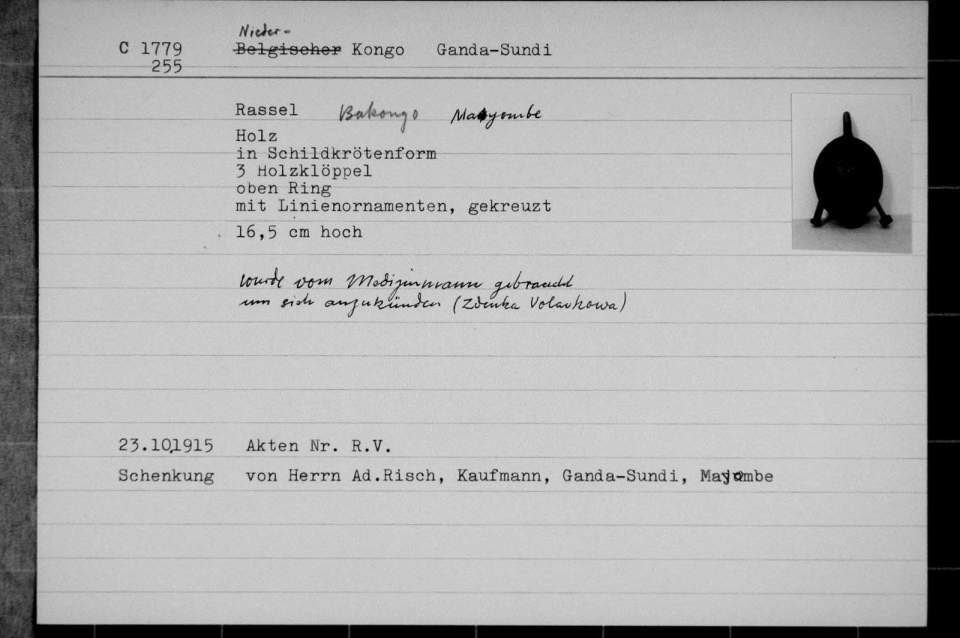 Nieder-
C 1779 Belgischer Kongo Ganda-Sundi
255
Rassel Bakongo Mayombe
Holz
in Schildkrötenform
3 Holzklöppel
oben Ring
mit Linienornamenten, gekreuzt
16,5 cm hoch
wurde vom Medizinmann gebraucht
um sich anzukünden (Zdenka Volavkowa)
23.10.1915 Akten Nr. R.V.
Schenkung von Herrn Ad.Risch, Kaufmann, Ganda-Sundi, Mayombe